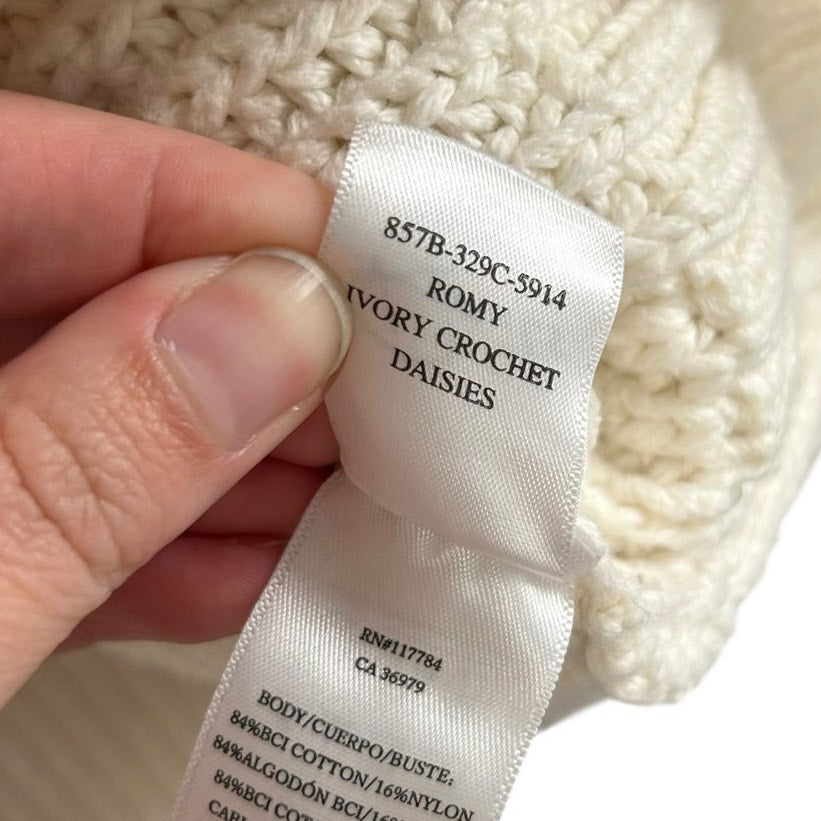 857B-329C-5914
ROMY
IVORY CROCHET
DAISIES
RN#117784
CA 36979
BODY/CUERPO/BUSTE:
84%BCI COTTON/16%NYLON
84%ALGODÓN BCI/16%
84%BCI COT